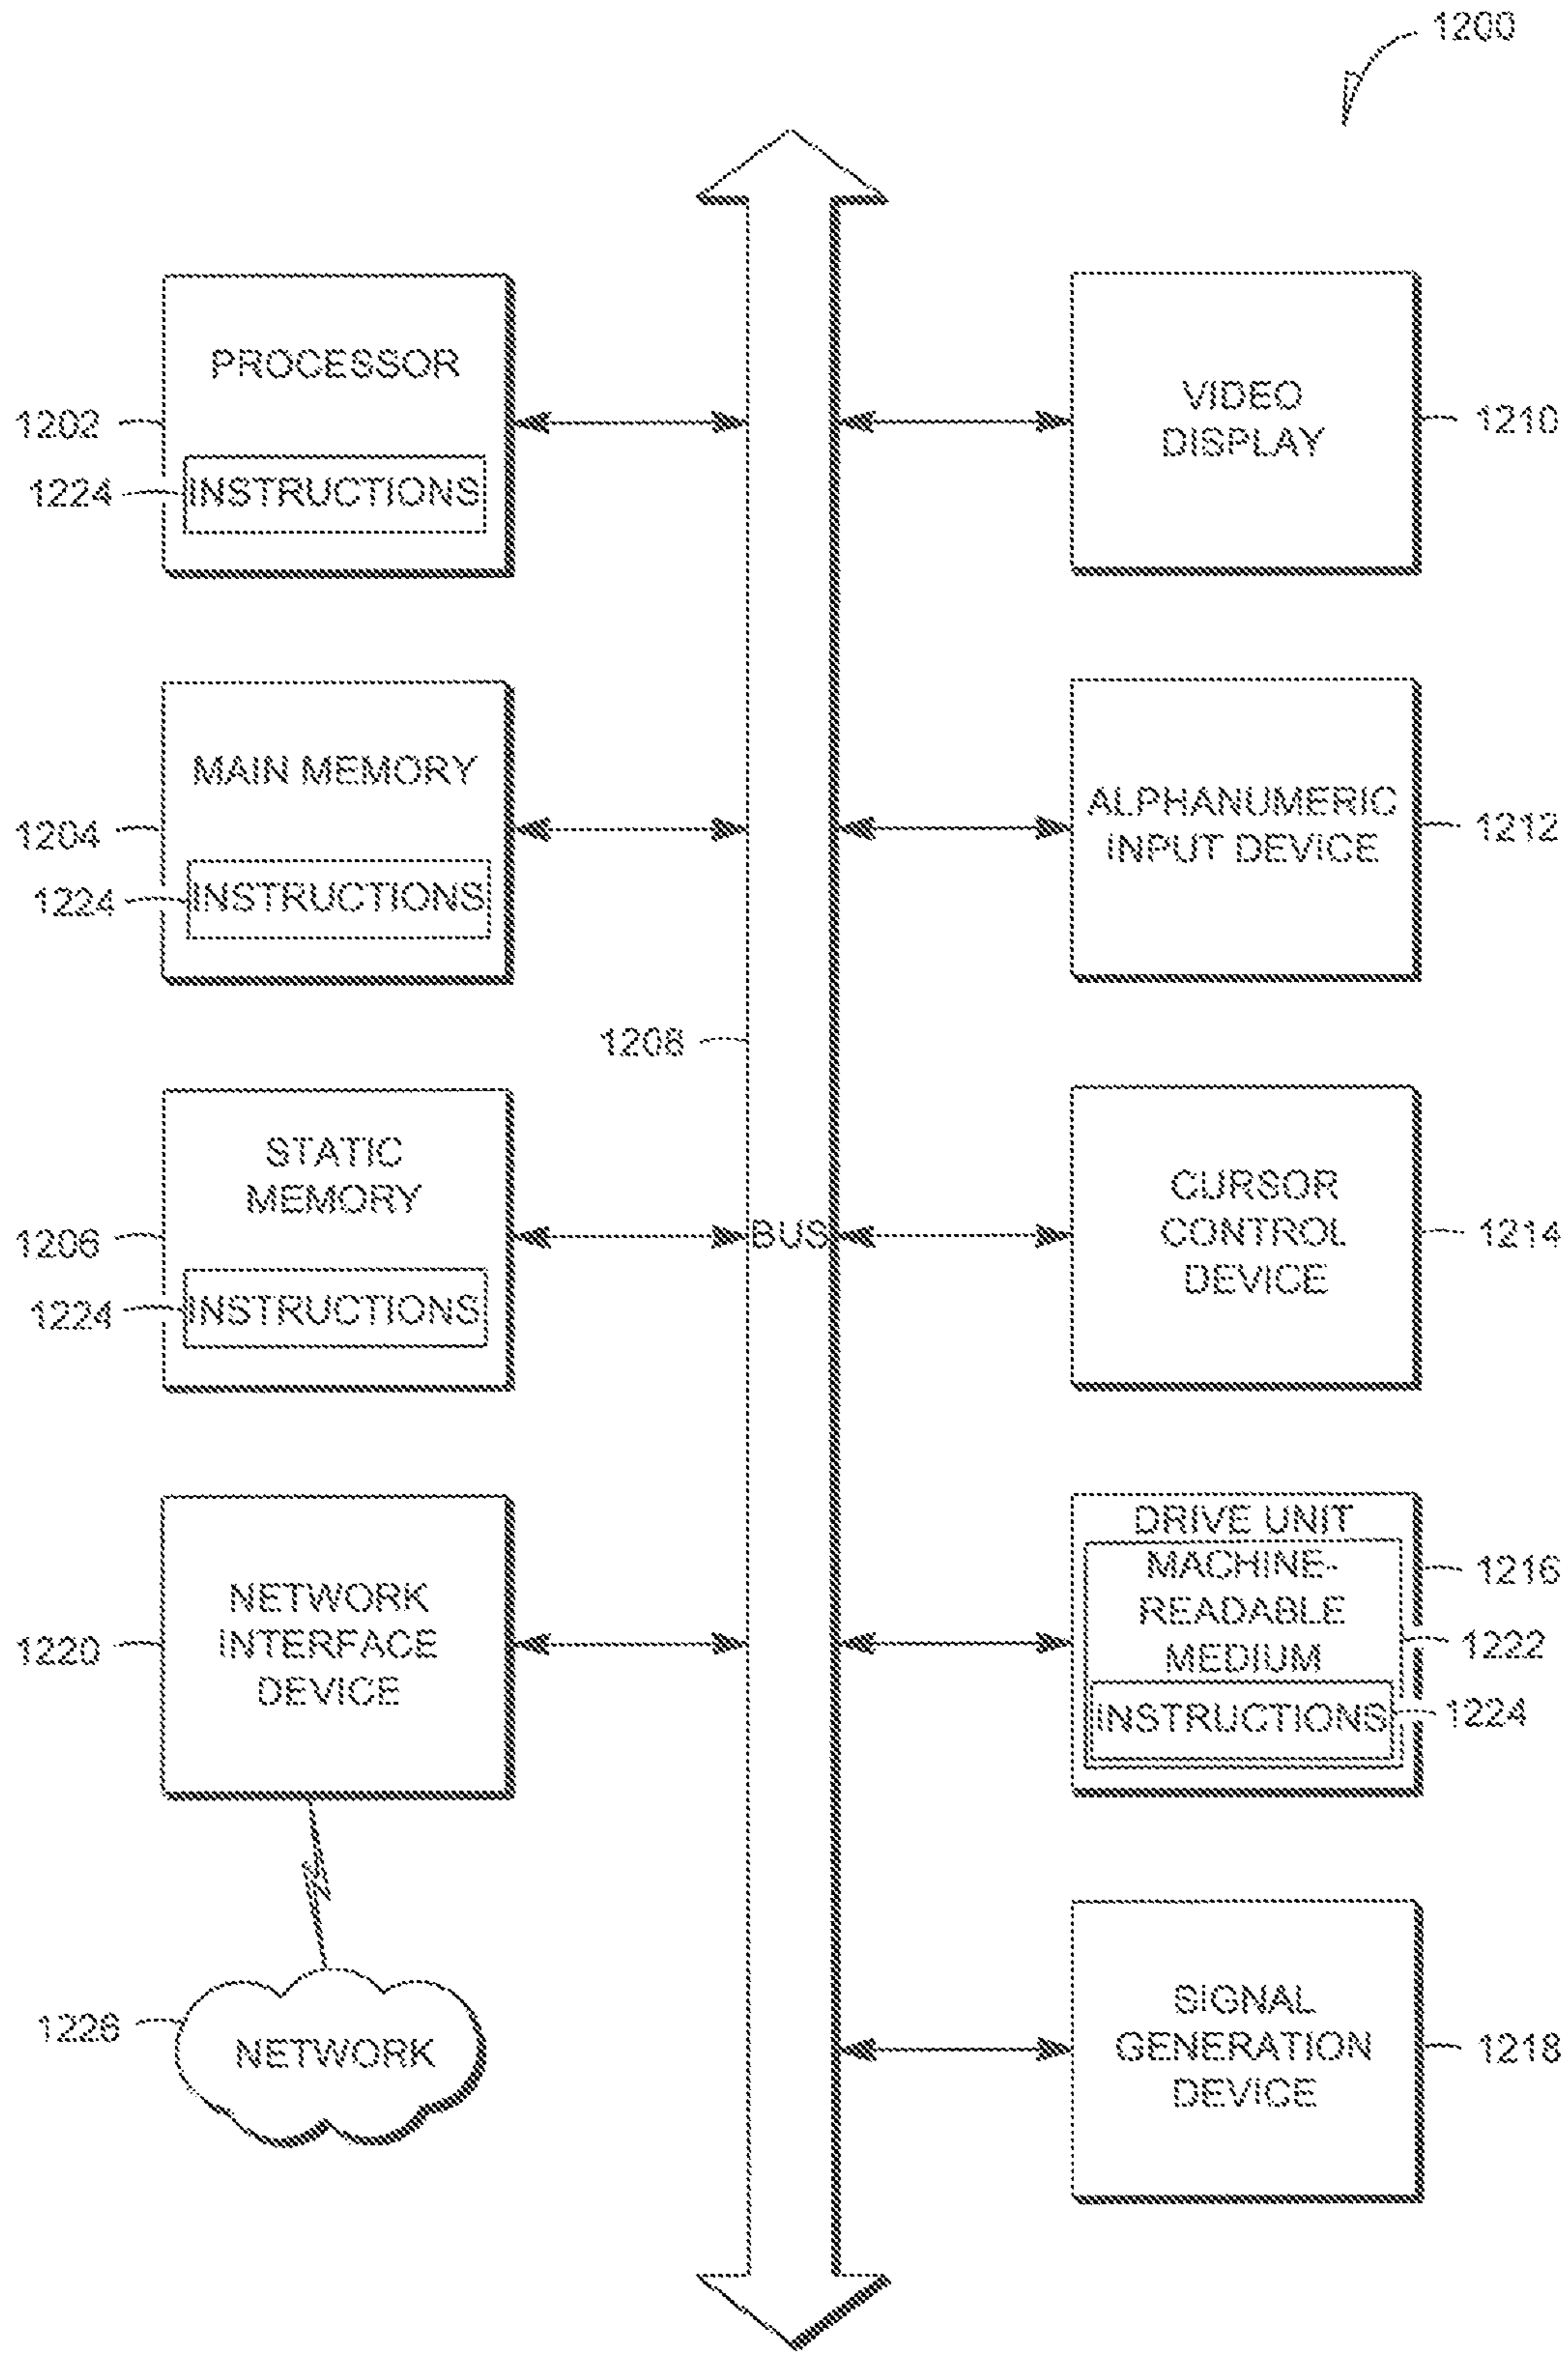 1200
PROCESSOR
1202
1224
INSTRUCTIONS
VIDEO
DISPLAY
1210
MAIN MEMORY
1204
1224
INSTRUCTIONS
ALPHANUMERIC
INPUT DEVICE
1212
1208
STATIC
MEMORY
1206
1224
INSTRUCTIONS
BUS
CURSOR
CONTROL
DEVICE
1214
NETWORK
INTERFACE
DEVICE
1220
DRIVE UNIT
MACHINE-
READABLE
MEDIUM
INSTRUCTIONS
1216
1222
1224
1226
NETWORK
SIGNAL
GENERATION
DEVICE
1218